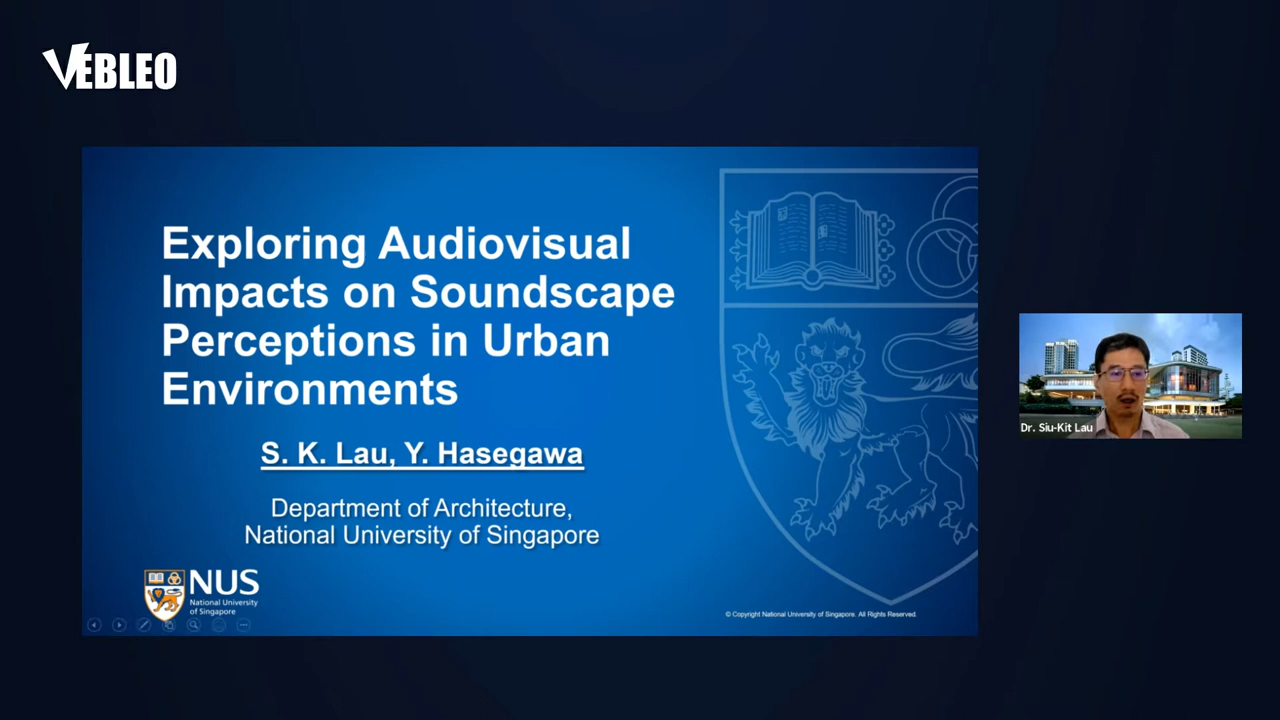 VEBLEO
Exploring Audiovisual
Impacts on Soundscape
Perceptions in Urban
Environments
S. K. Lau, Y. Hasegawa
Department of Architecture,
National University of Singapore
NUS
National University
of Singapore
© Copyright National University of Singapore. All Rights Reserved.
Dr. Siu-Kit Lau